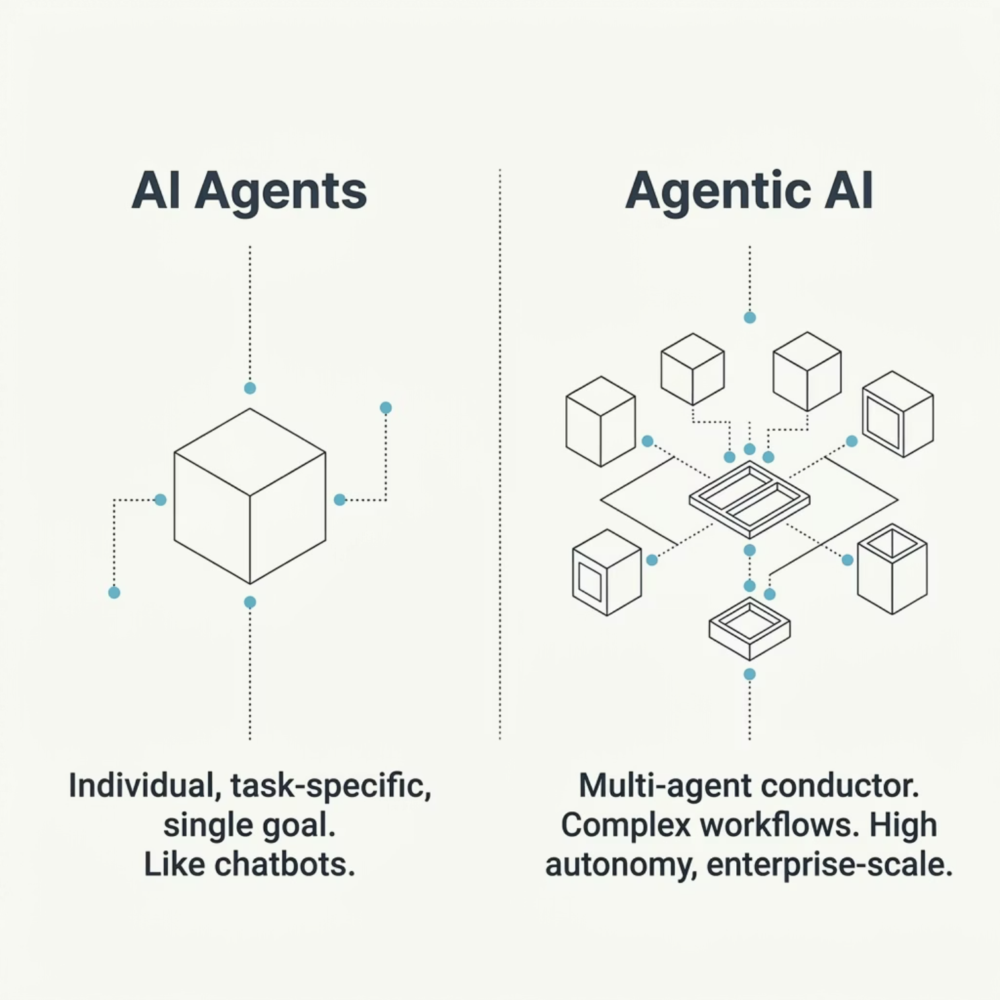 AI Agents
Individual, task-specific,
single goal.
Like chatbots.
Agentic AI
Multi-agent conductor.
Complex workflows. High
autonomy, enterprise-scale.